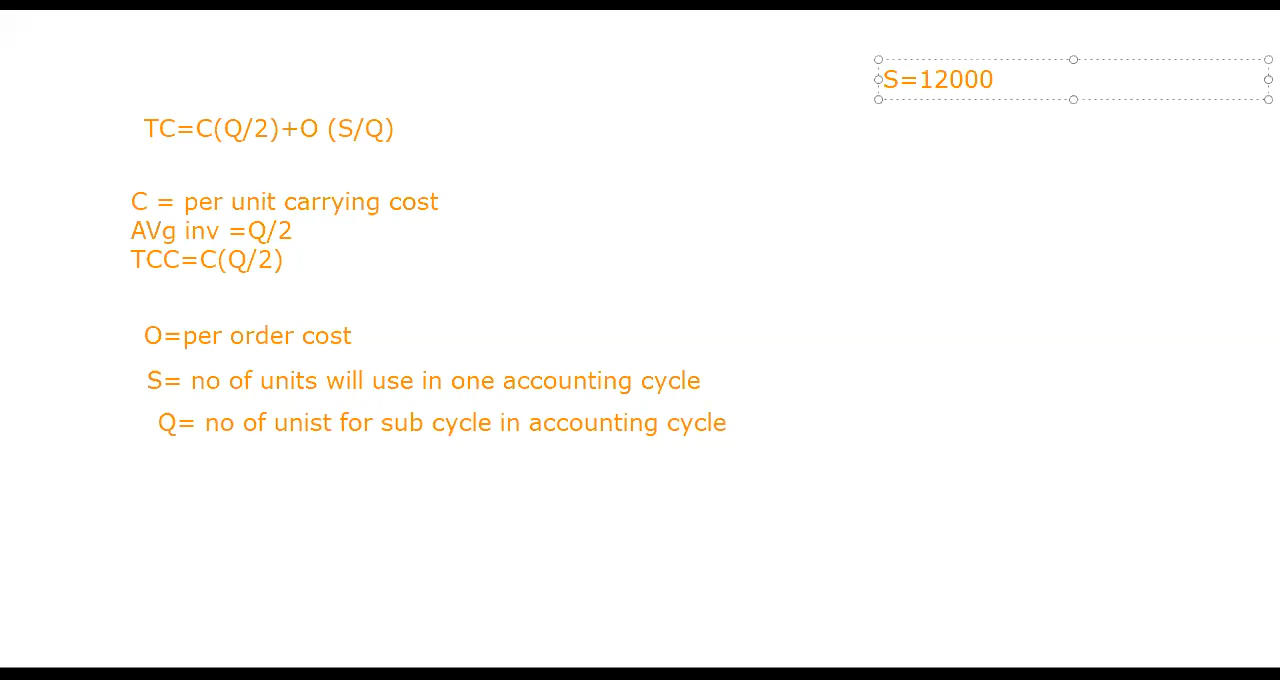 S=12000
TC=C(Q/2)+O (S/Q)
C = per unit carrying cost
AVg inv =Q/2
TCC=C(Q/2)
O=per order cost
S= no of units will use in one accounting cycle
Q= no of unist for sub cycle in accounting cycle